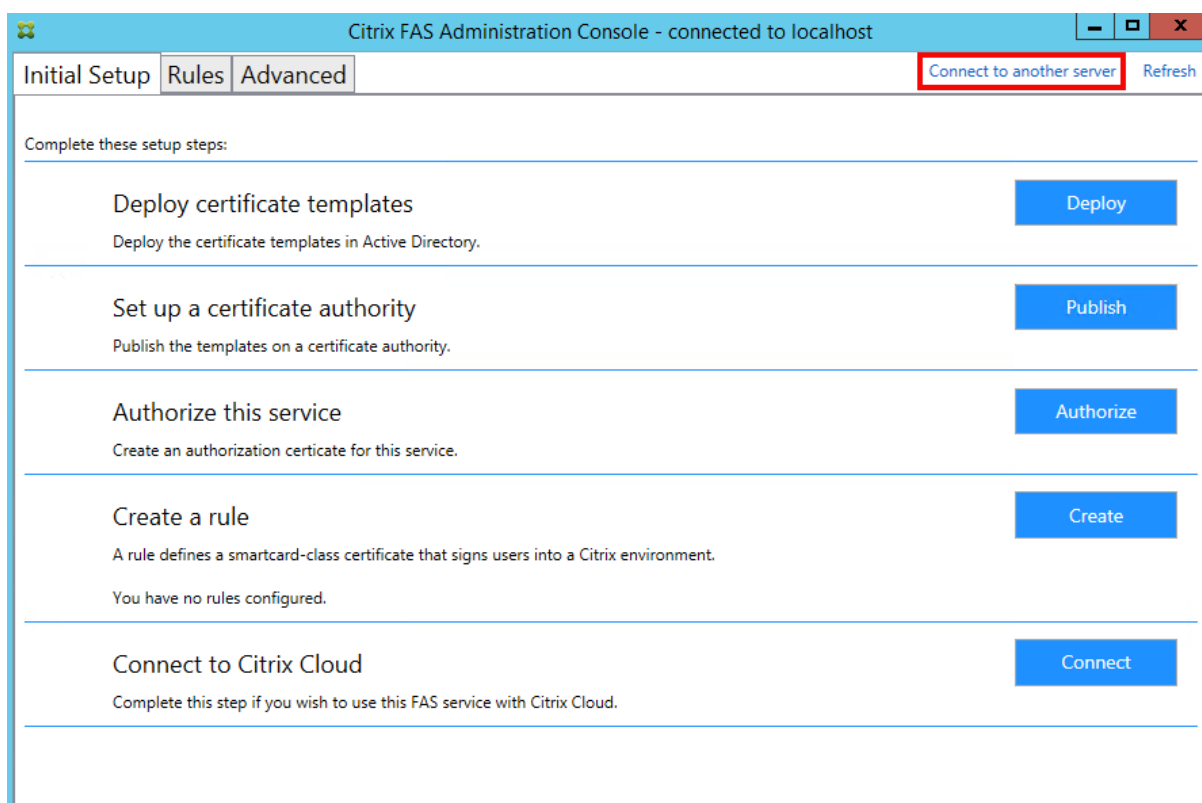 Citrix FAS Administration Console - connected to localhost
Initial Setup Rules Advanced Connect to another server Refresh
Complete these setup steps:
Deploy certificate templates
Deploy
Deploy the certificate templates in Active Directory.
Set up a certificate authority
Publish
Publish the templates on a certificate authority.
Authorize this service
Authorize
Create an authorization certicate for this service.
Create a rule
Create
A rule defines a smartcard-class certificate that signs users into a Citrix environment.
You have no rules configured.
Connect to Citrix Cloud
Connect
Complete this step if you wish to use this FAS service with Citrix Cloud.